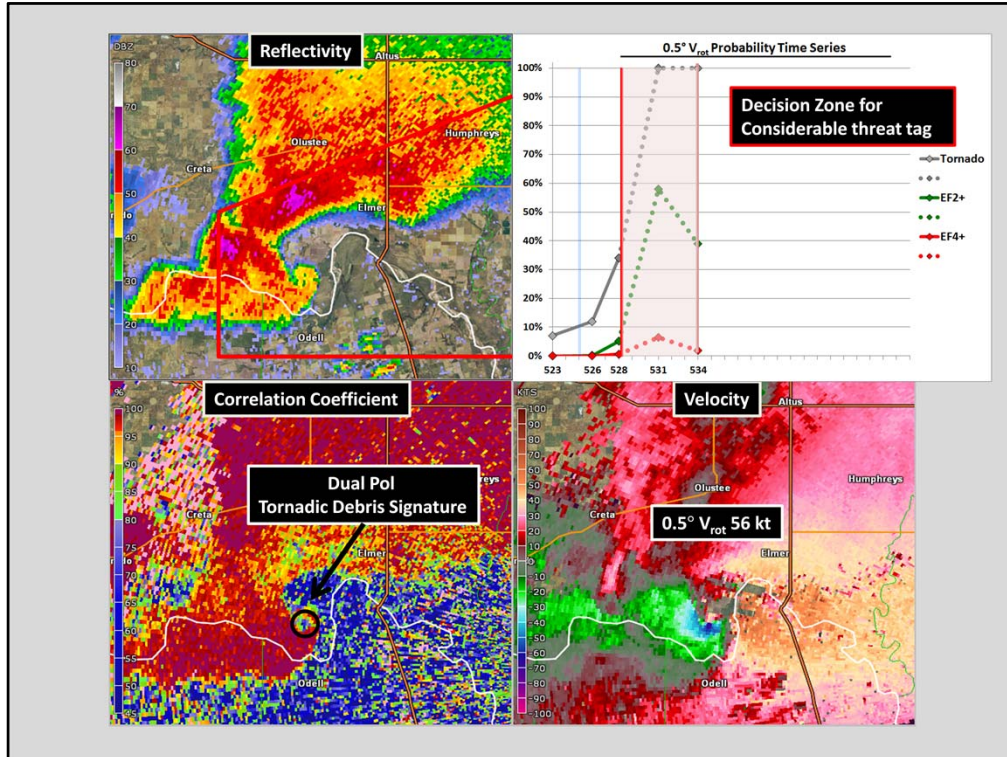 DBZ
Reflectivity
Altus
80
70
60
50
40
30
20
10
Humphreys
Olustee
Creta
Elmer
Odell
0.5° Vrot Probability Time Series
100%
90%
80%
70%
60%
50%
40%
30%
20%
10%
0%
523
526
528
531
534
Decision Zone for
Considerable threat tag
Tornado
EF2+
EF4+
%
Correlation Coefficient
Altus
100
95
90
85
80
75
70
65
60
55
50
45
Dual Pol
Tornadic Debris Signature
Humphreys
Olustee
Creta
Elmer
Odell
KTS
Velocity
Altus
100
90
80
70
60
50
40
30
20
10
0
-10
-20
-30
-40
-50
-60
-70
-80
-90
-100
Humphreys
Olustee
Creta
0.5° Vrot 56 kt
Elmer
Odell